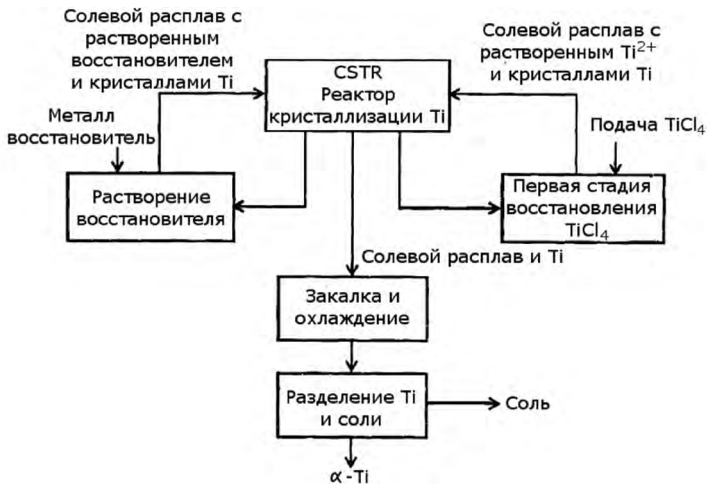 Солевой расплав с
растворенным
восстановителем
и кристаллами Ti
Металл
восстановитель
Растворение
восстановителя
CSTR
Реактор
кристаллизации Ti
Солевой расплав с
растворенным Ti²⁺
и кристаллами Ti
Подача TiCl₄
Первая стадия
восстановления
TiCl₄
Солевой расплав и Ti
Закалка и
охлаждение
Разделение Ti
и соли
Соль
α-Ti